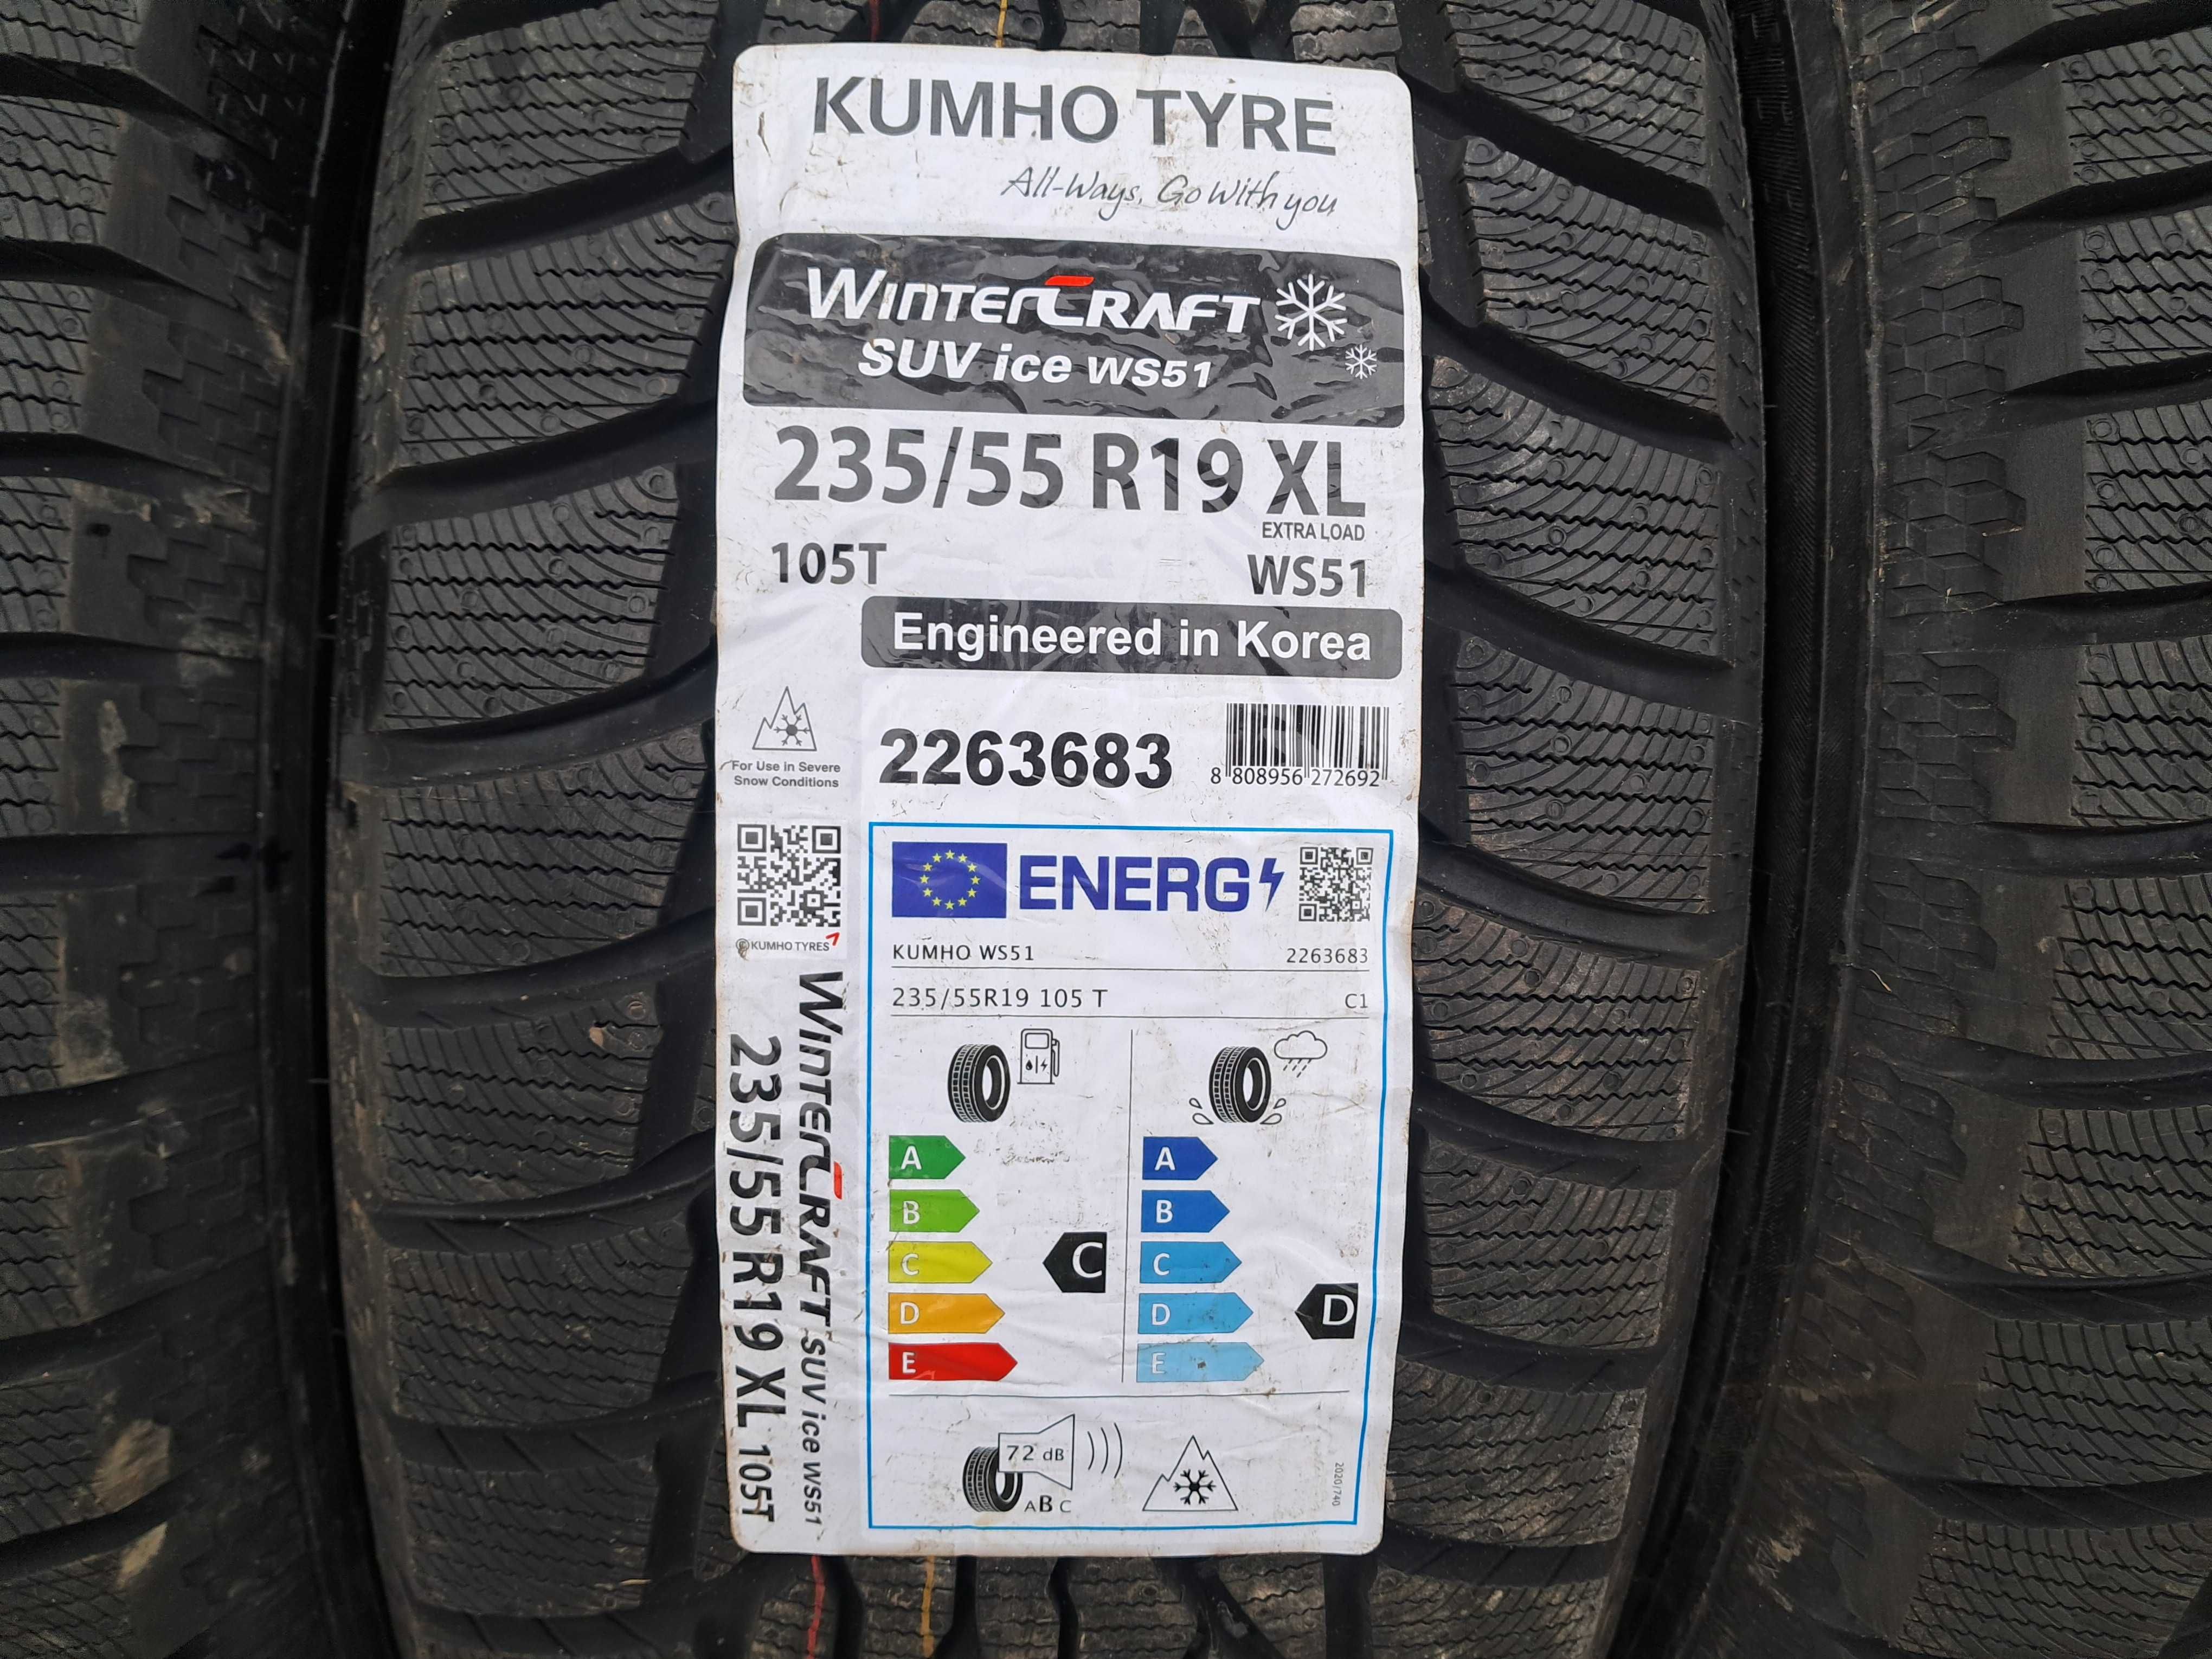 KUMHO TYRE
All-Ways, Go With you
WINTERCRAFT
SUV ice WS51
235/55 R19 XL
EXTRA LOAD
105T WS51
Engineered in Korea
For Use in Severe
Snow Conditions
2263683
8 808956 272692
KUMHO TYRES
ENERG
KUMHO WS51 2263683
235/55R19 105 T C1
A A
B B
C C C
D D D
E E
72 dB
A B C
2020/740
WINTERCRAFT SUV ice WS51
235/55 R19 XL 105T